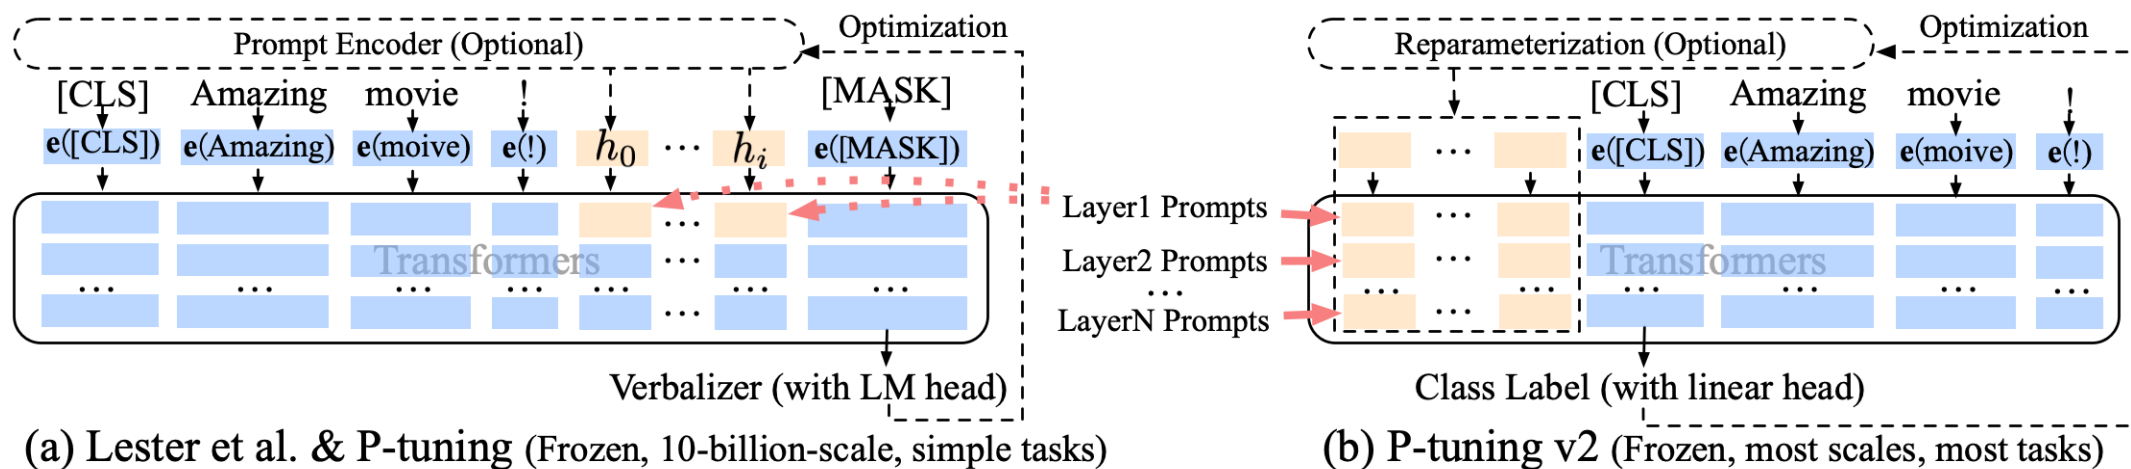 Prompt Encoder (Optional)
Optimization
[CLS] Amazing movie ! [MASK]
e([CLS]) e(Amazing) e(moive) e(!) h0 ... hi e([MASK])
...
Transformers ...
... ... ... ... ... ... ...
...
Verbalizer (with LM head)
(a) Lester et al. & P-tuning (Frozen, 10-billion-scale, simple tasks)
Layer1 Prompts
Layer2 Prompts
...
LayerN Prompts
Reparameterization (Optional)
Optimization
[CLS] Amazing movie !
... e([CLS]) e(Amazing) e(moive) e(!)
...
... Transformers
... ... ... ... ... ...
...
Class Label (with linear head)
(b) P-tuning v2 (Frozen, most scales, most tasks)